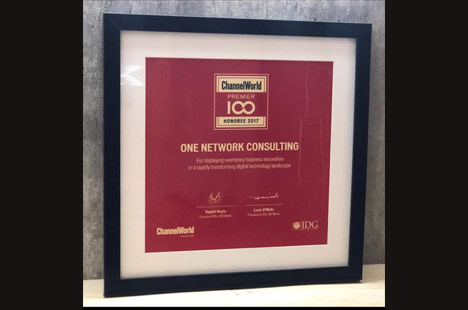 ChannelWorld
PREMIER
100
HONOREE 2017
ONE NETWORK CONSULTING
For displaying exemplary business innovation
in a rapidly transforming digital technology landscape
ChannelWorld
IDG